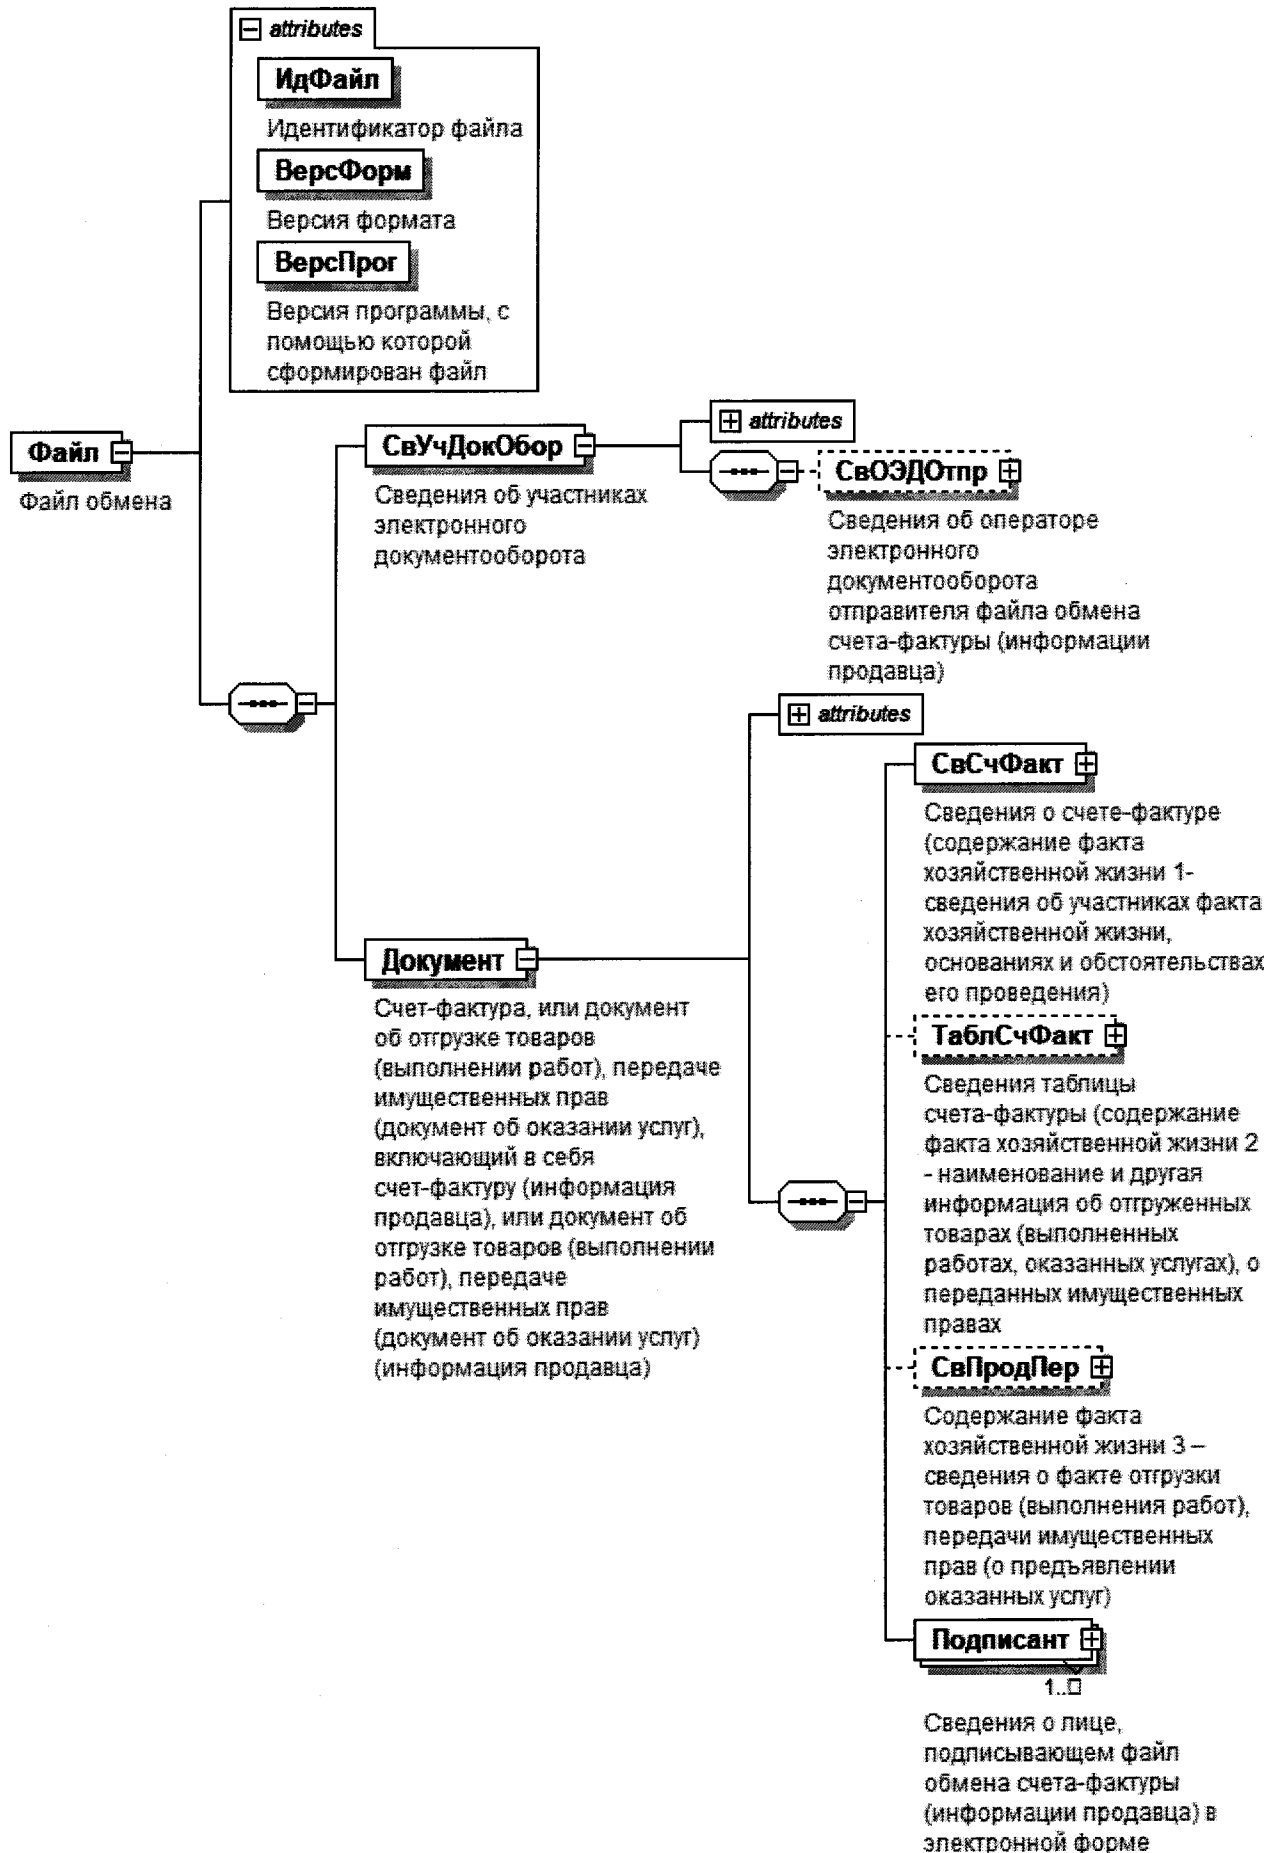 attributes
ИдФайл
Идентификатор файла
ВерсФорм
Версия формата
ВерсПрог
Версия программы, с
помощью которой
сформирован файл
Файл
Файл обмена
СвУчДокОбор
Сведения об участниках
электронного
документооборота
attributes
СвОЭДОтпр
Сведения об операторе
электронного
документооборота
отправителя файла обмена
счета-фактуры (информации
продавца)
Документ
Счет-фактура, или документ
об отгрузке товаров
(выполнении работ), передаче
имущественных прав
(документ об оказании услуг),
включающий в себя
счет-фактуру (информация
продавца), или документ об
отгрузке товаров (выполнении
работ), передаче
имущественных прав
(документ об оказании услуг)
(информация продавца)
attributes
СвСчФакт
Сведения о счете-фактуре
(содержание факта
хозяйственной жизни 1-
сведения об участниках факта
хозяйственной жизни,
основаниях и обстоятельствах
его проведения)
ТаблСчФакт
Сведения таблицы
счета-фактуры (содержание
факта хозяйственной жизни 2
- наименование и другая
информация об отгруженных
товарах (выполненных
работах, оказанных услугах), о
переданных имущественных
правах
СвПродПер
Содержание факта
хозяйственной жизни 3 –
сведения о факте отгрузки
товаров (выполнения работ),
передачи имущественных
прав (о предъявлении
оказанных услуг)
Подписант
1..□
Сведения о лице,
подписывающем файл
обмена счета-фактуры
(информации продавца) в
электронной форме